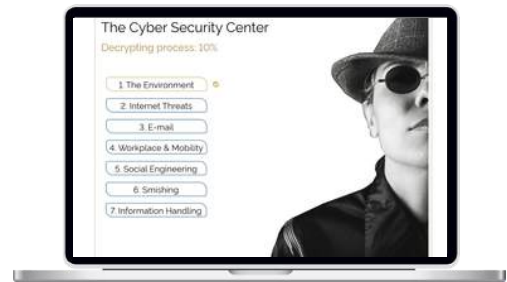 The Cyber Security Center
Decrypting process: 10%
1. The Environment
2. Internet Threats
3. E-mail
4. Workplace & Mobility
5. Social Engineering
6. Smishing
7. Information Handling